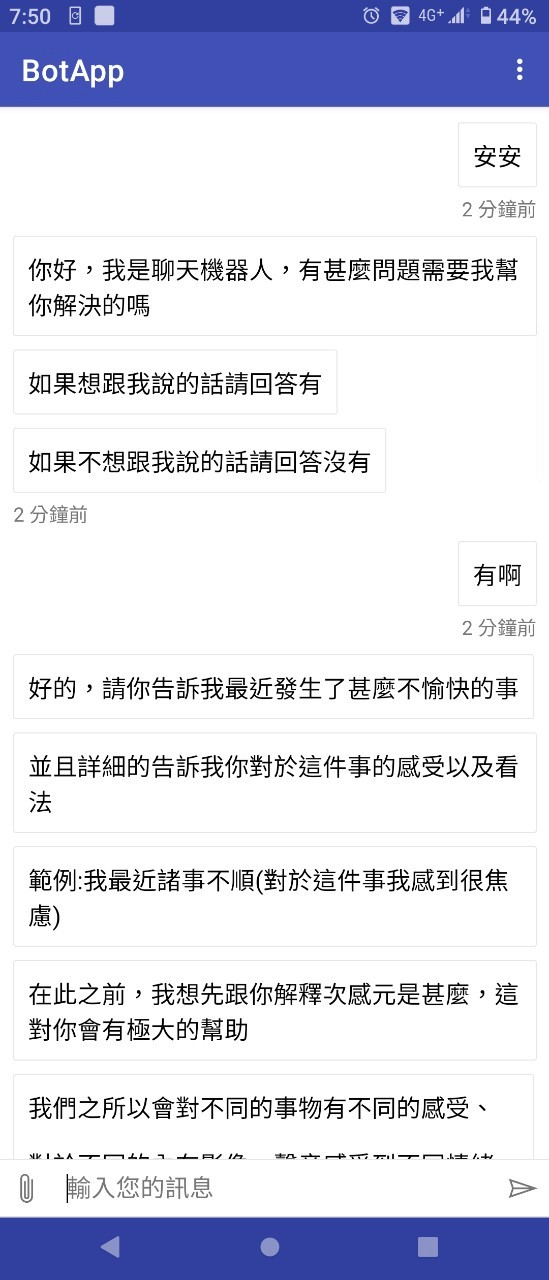 7:50
4G+
44%
BotApp
安安
2 分鐘前
你好，我是聊天機器人，有甚麼問題需要我幫
你解決的嗎
如果想跟我說的話請回答有
如果不想跟我說的話請回答沒有
2 分鐘前
有啊
2 分鐘前
好的，請你告訴我最近發生了甚麼不愉快的事
並且詳細的告訴我你對於這件事的感受以及看
法
範例:我最近諸事不順(對於這件事我感到很焦
慮)
在此之前，我想先跟你解釋次感元是甚麼，這
對你會有極大的幫助
我們之所以會對不同的事物有不同的感受、
輸入您的訊息